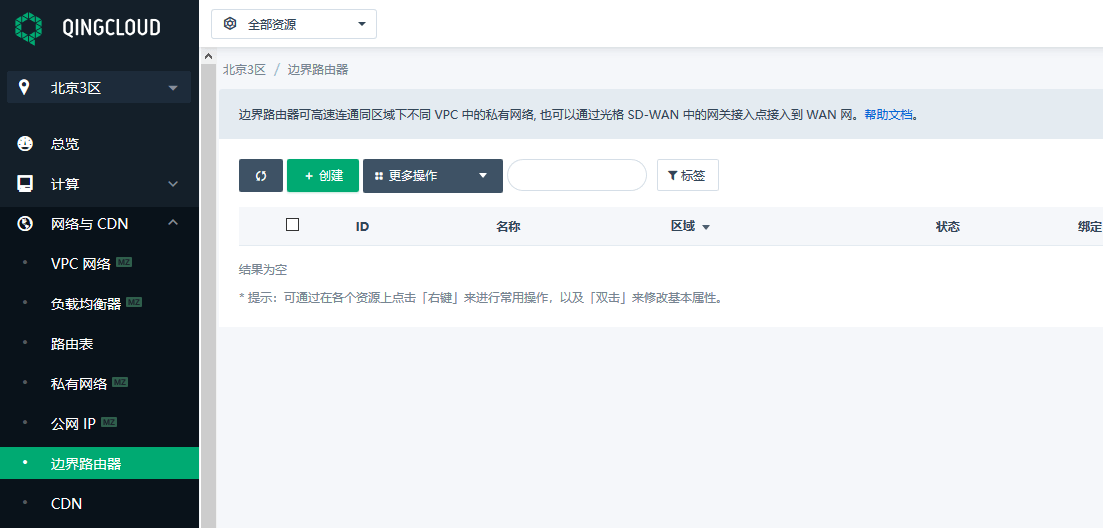 QINGCLOUD
全部资源
北京3区
总览
计算
网络与 CDN
VPC 网络 MZ
负载均衡器 MZ
路由表
私有网络 MZ
公网 IP MZ
边界路由器
CDN
北京3区 / 边界路由器
边界路由器可高速连通同区域下不同 VPC 中的私有网络, 也可以通过光格 SD-WAN 中的网关接入点接入到 WAN 网。帮助文档。
+ 创建 更多操作 标签
ID 名称 区域 状态 绑定
结果为空
* 提示：可通过在各个资源上点击「右键」来进行常用操作，以及「双击」来修改基本属性。